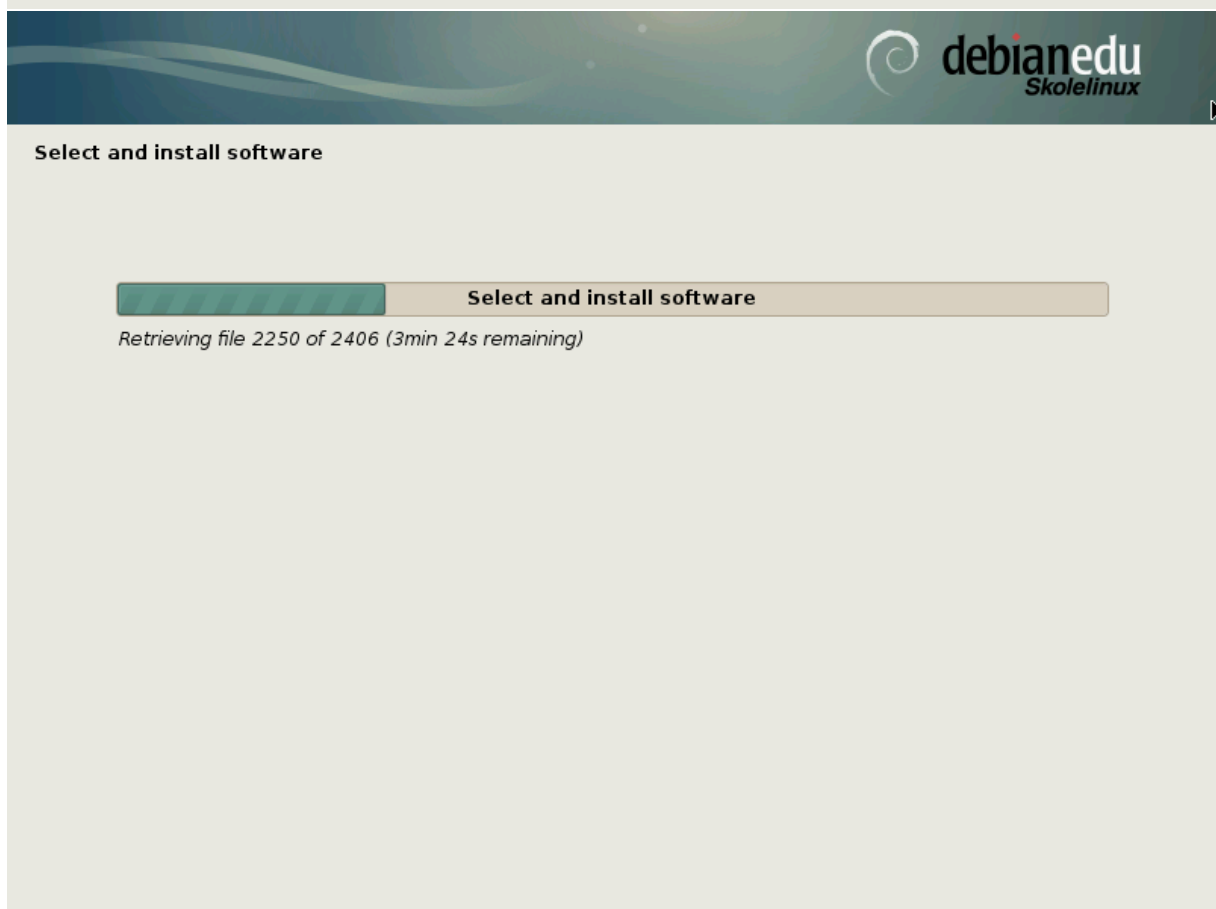 debianedu
Skolelinux
Select and install software
Select and install software
Retrieving file 2250 of 2406 (3min 24s remaining)